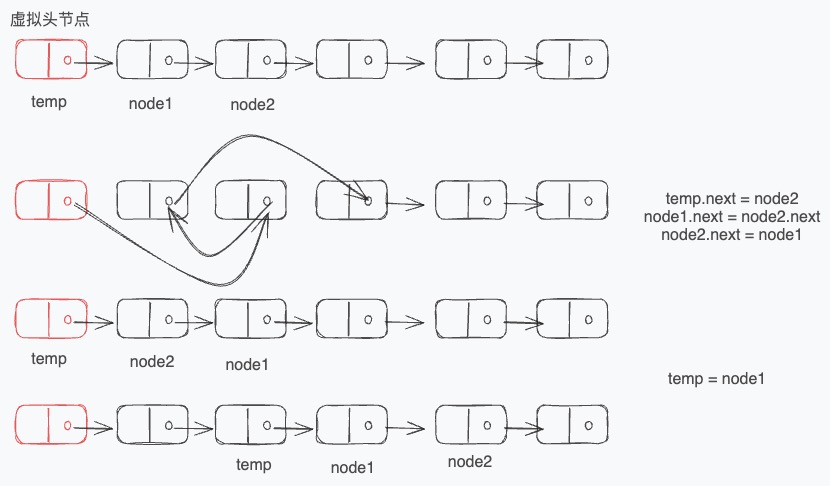 虚拟头节点
temp
node1
node2
temp.next = node2
node1.next = node2.next
node2.next = node1
temp
node2
node1
temp = node1
temp
node1
node2